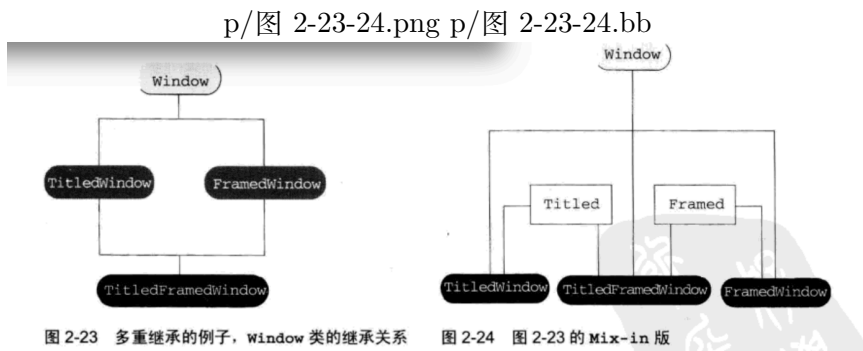 p/图 2-23-24.png p/图 2-23-24.bb
Window
TitledWindow
FramedWindow
TitledFramedWindow
图 2-23 多重继承的例子，Window 类的继承关系
Window
Titled
Framed
TitledWindow
TitledFramedWindow
FramedWindow
图 2-24 图 2-23 的 Mix-in 版